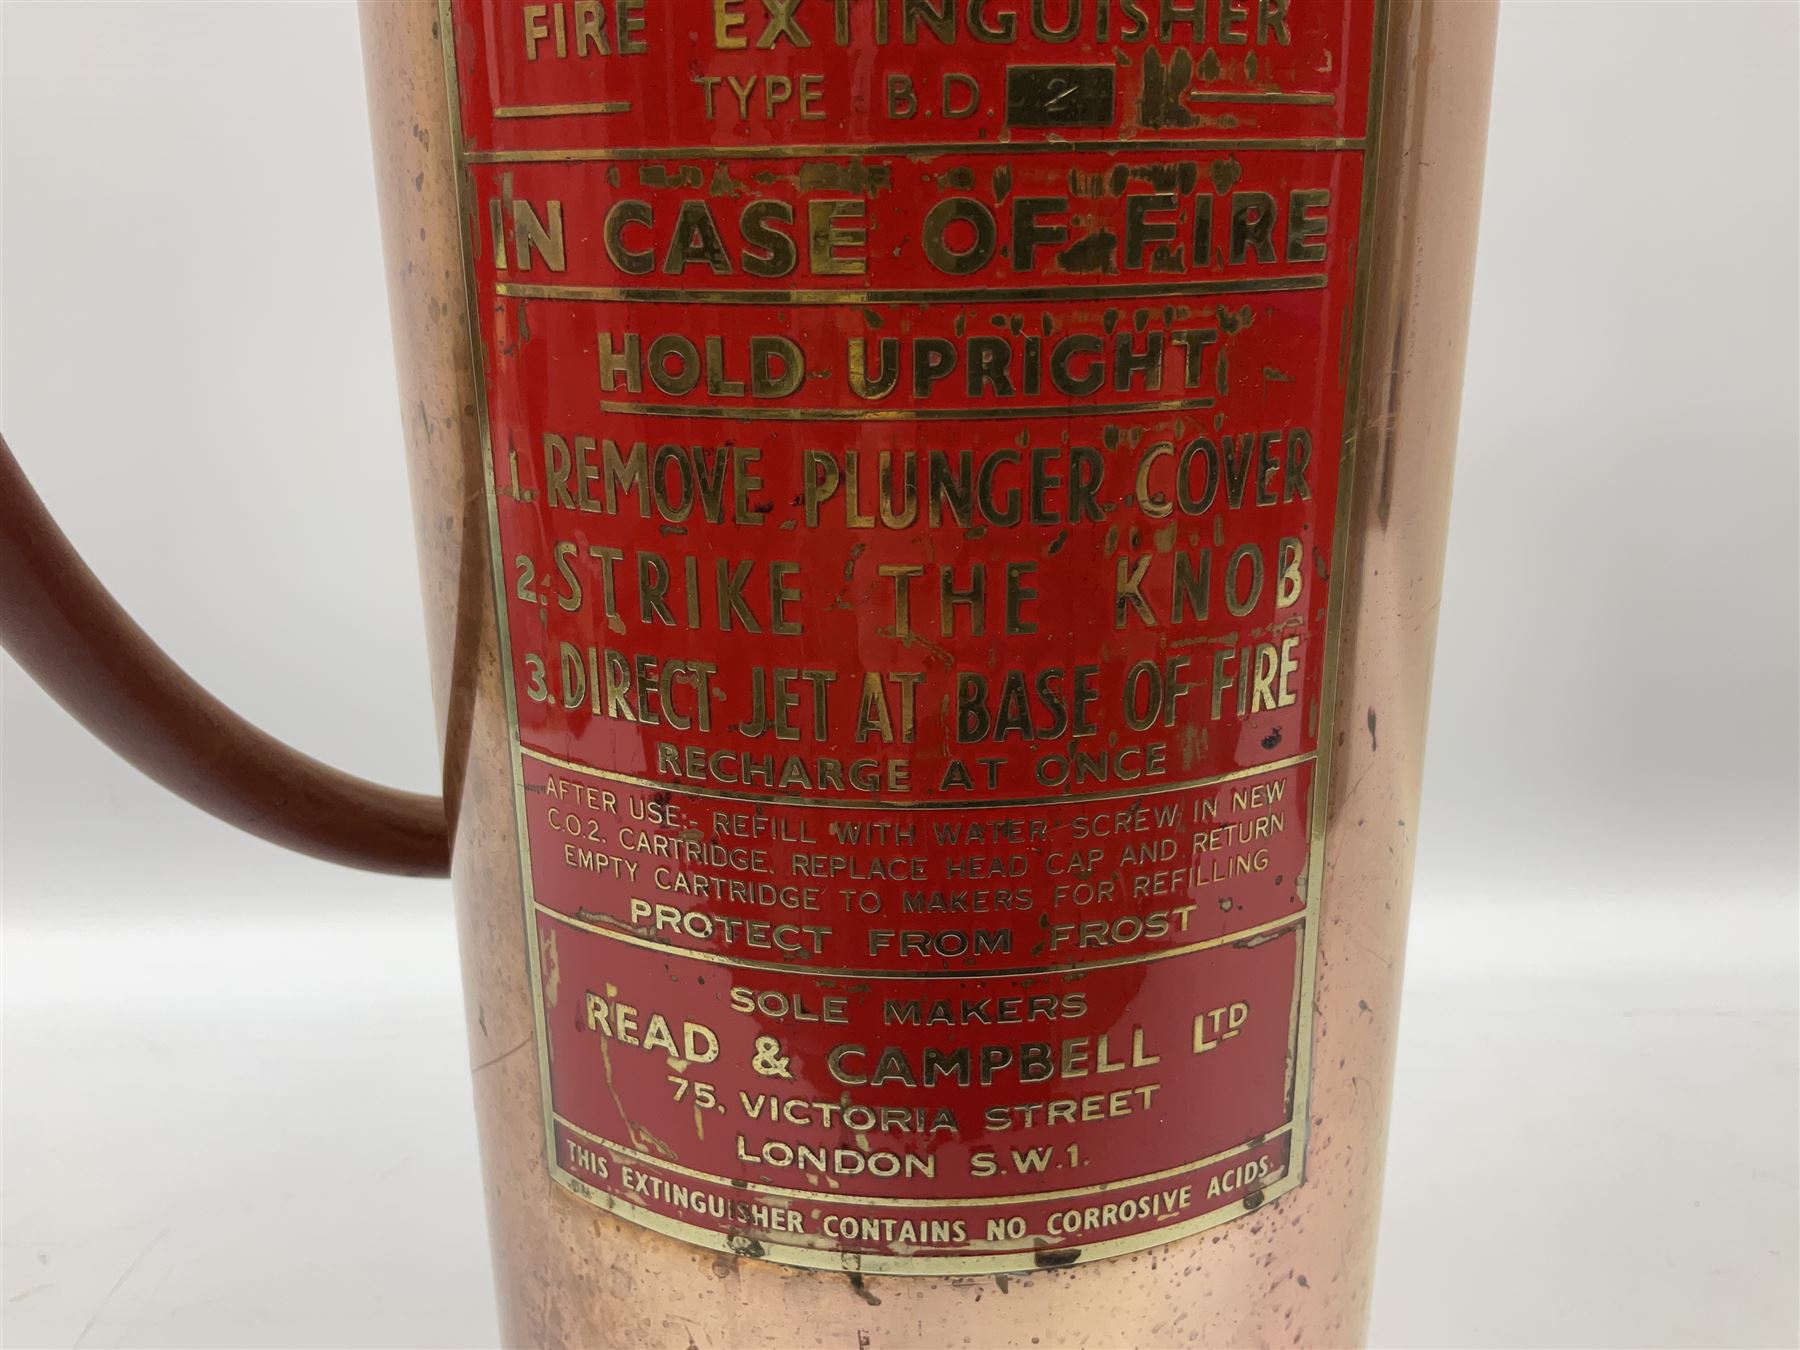 FIRE EXTINGUISHER
TYPE B.D. 2
IN CASE OF FIRE
HOLD UPRIGHT
1. REMOVE PLUNGER COVER
2. STRIKE THE KNOB
3. DIRECT JET AT BASE OF FIRE
RECHARGE AT ONCE
AFTER USE:- REFILL WITH WATER, SCREW IN NEW
C.O.2. CARTRIDGE, REPLACE HEAD CAP AND RETURN
EMPTY CARTRIDGE TO MAKERS FOR REFILLING
PROTECT FROM FROST
SOLE MAKERS
READ & CAMPBELL LTD
75, VICTORIA STREET
LONDON S.W.1.
THIS EXTINGUISHER CONTAINS NO CORROSIVE ACIDS.